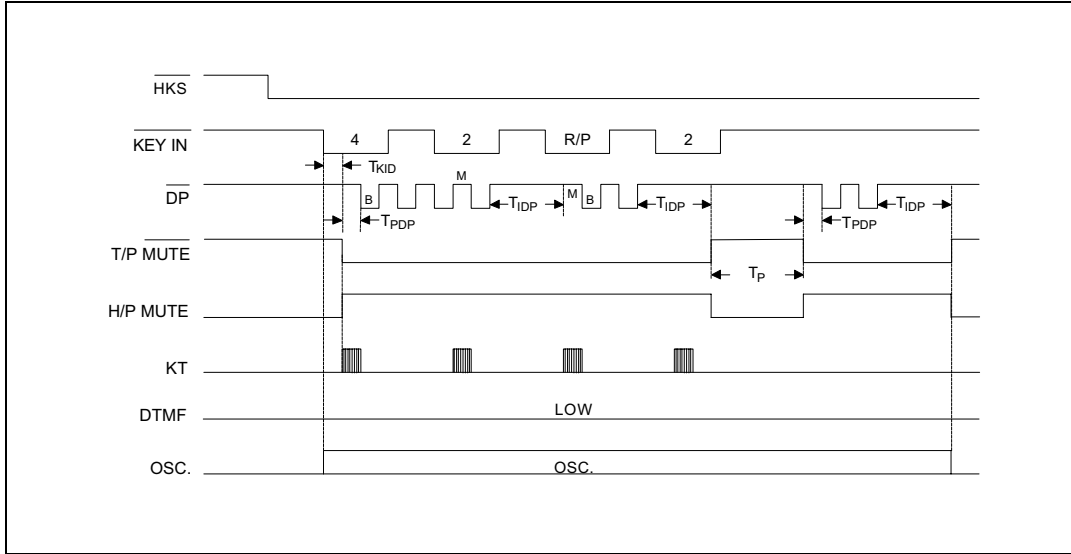 HKS
KEY IN
4
2
R/P
2
TKID
M
DP
B
TIDP
M
B
TIDP
TPDP
TPDP
TIDP
T/P MUTE
TP
H/P MUTE
KT
DTMF
LOW
OSC.
OSC.